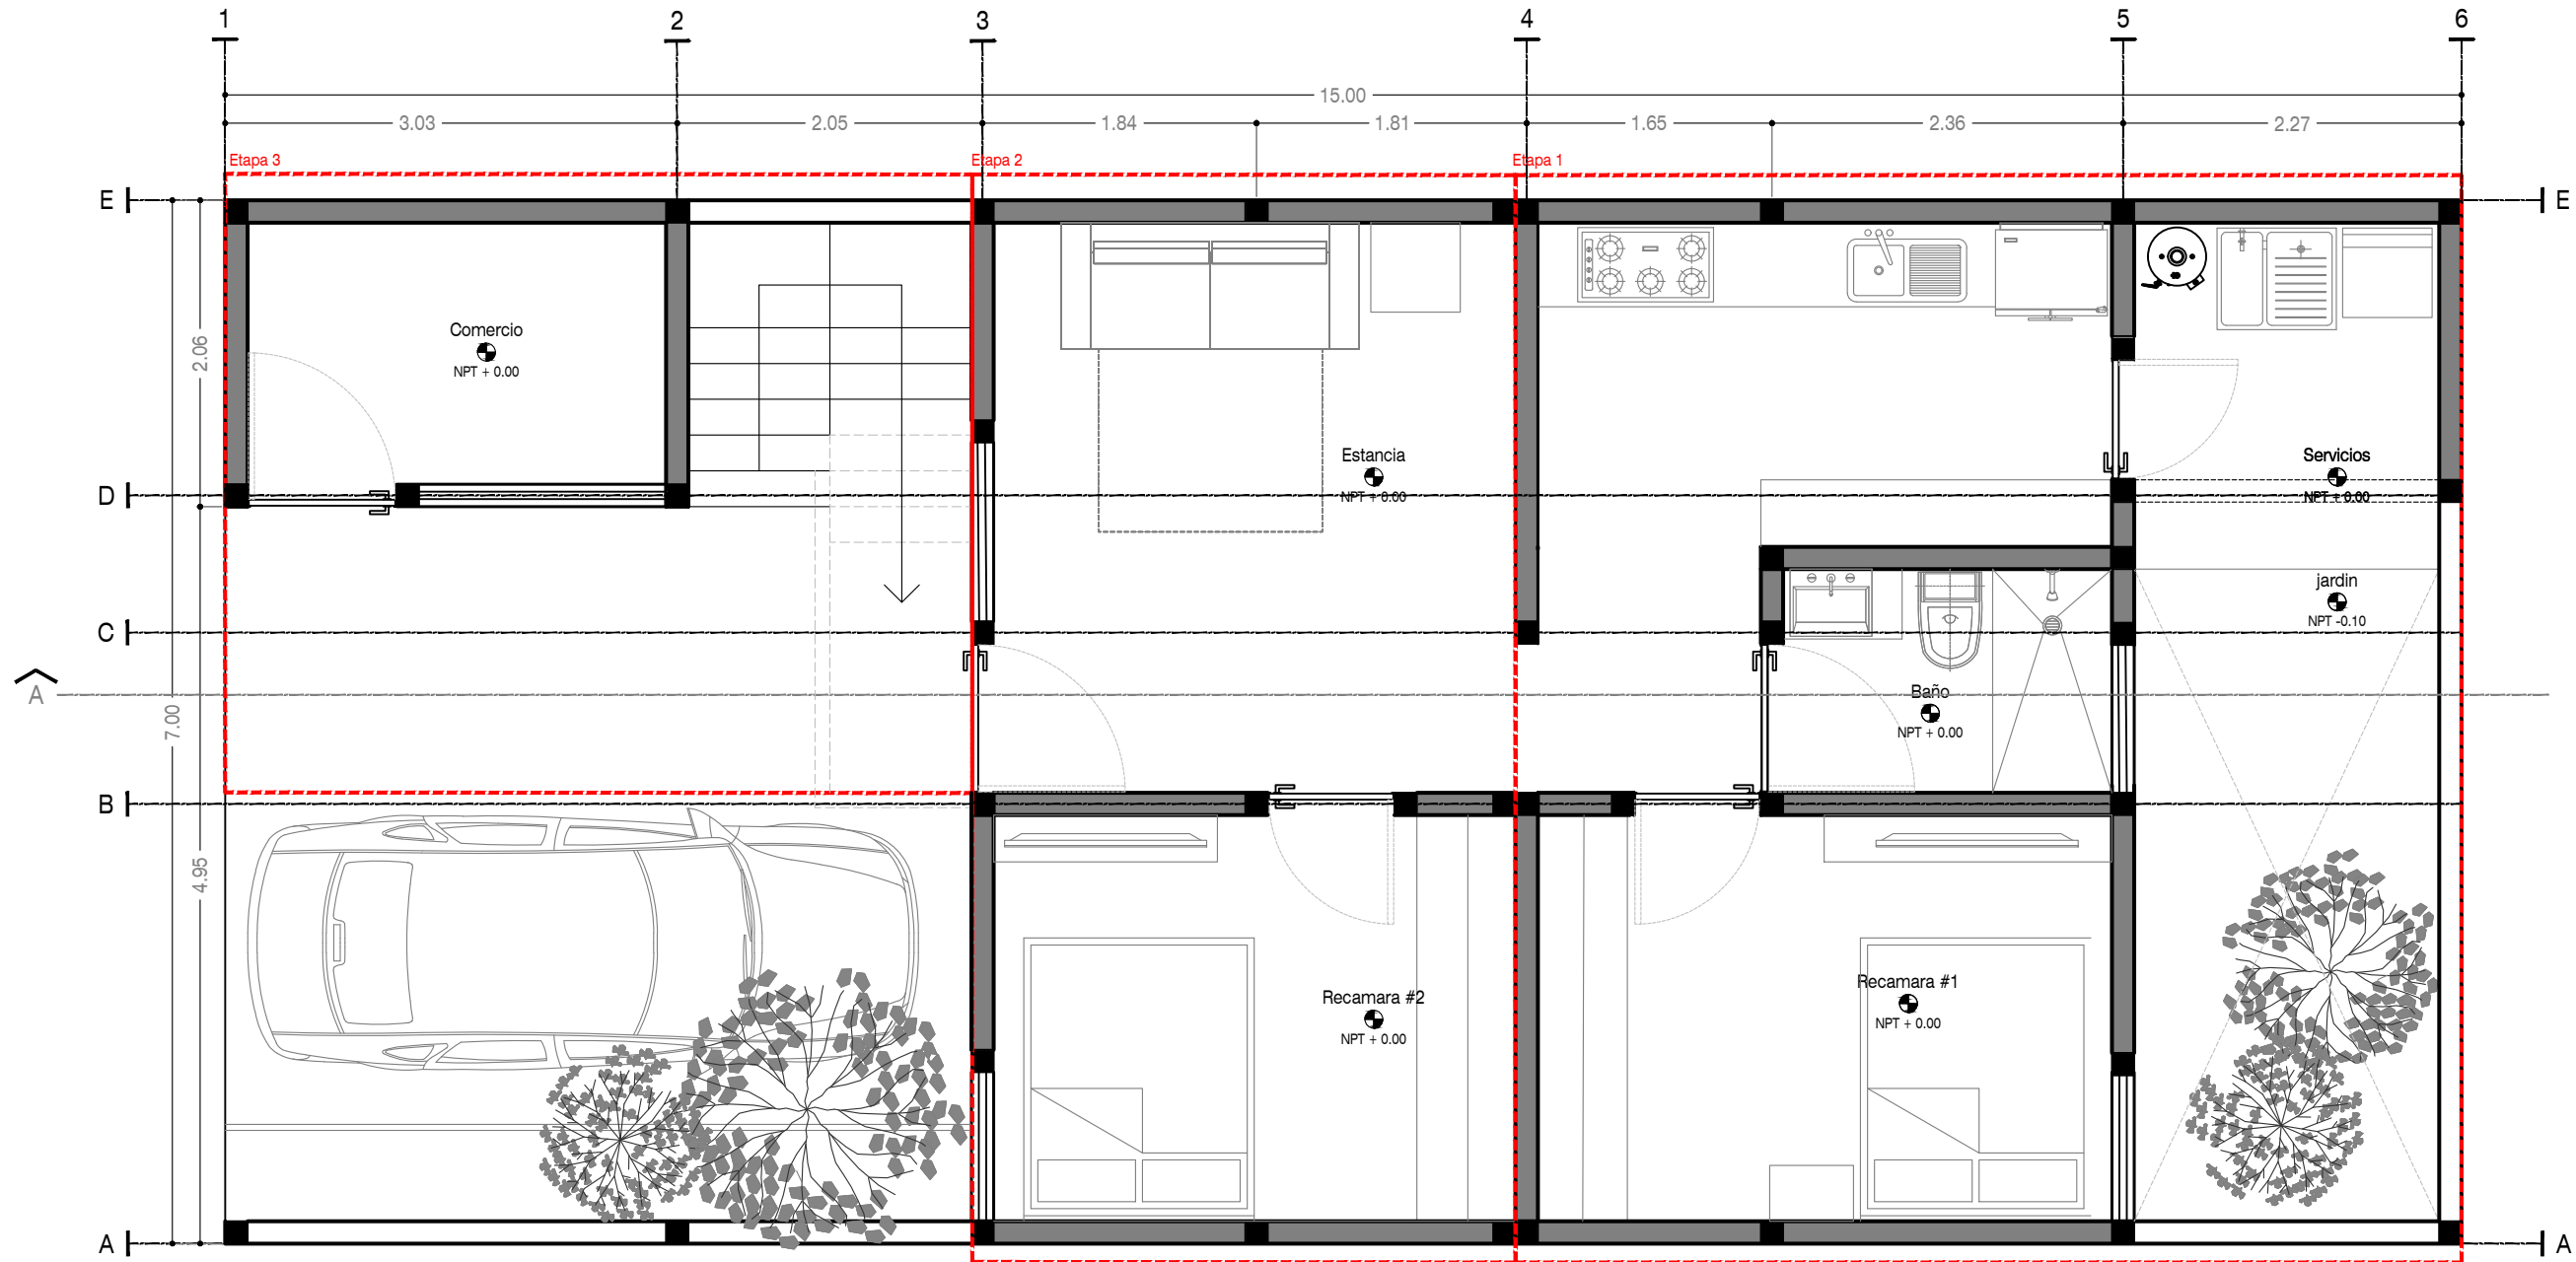 1 2 3 4 5 6
15.00
3.03 2.05 1.84 1.81 1.65 2.36 2.27
Etapa 3 Etapa 2 Etapa 1
E E
Comercio
NPT + 0.00
2.06
Estancia
NPT + 0.00
Servicios
NPT + 0.00
D
jardin
NPT -0.10
C
A
Baño
NPT + 0.00
7.00
B
4.95
Recamara #2
NPT + 0.00
Recamara #1
NPT + 0.00
A A